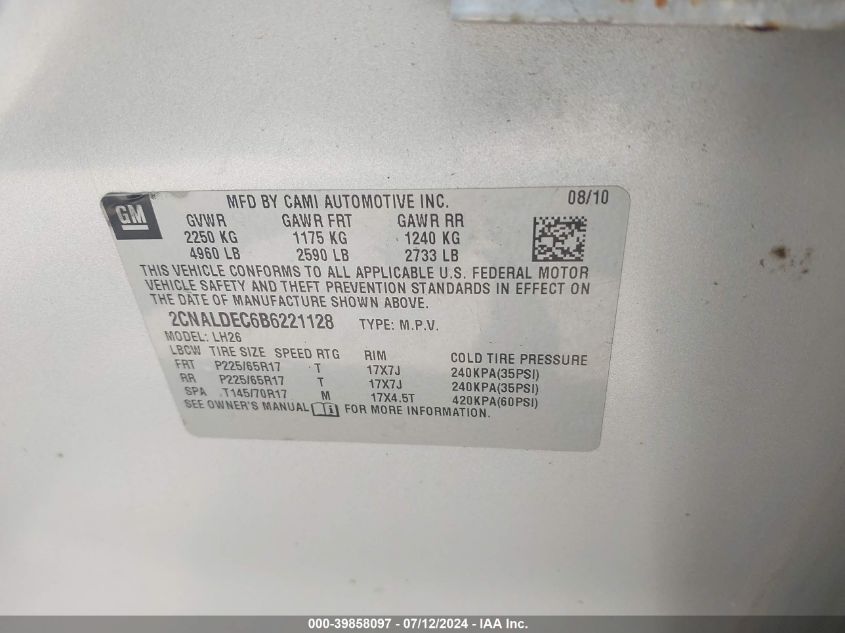 GM
MFD BY CAMI AUTOMOTIVE INC. 08/10
GVWR GAWR FRT GAWR RR
2250 KG 1175 KG 1240 KG
4960 LB 2590 LB 2733 LB
THIS VEHICLE CONFORMS TO ALL APPLICABLE U.S. FEDERAL MOTOR
VEHICLE SAFETY AND THEFT PREVENTION STANDARDS IN EFFECT ON
THE DATE OF MANUFACTURE SHOWN ABOVE.
2CNALDEC6B6221128 TYPE: M.P.V.
MODEL: LH26
LBCW TIRE SIZE SPEED RTG RIM COLD TIRE PRESSURE
FRT P225/65R17 T 17X7J 240KPA(35PSI)
RR P225/65R17 T 17X7J 240KPA(35PSI)
SPA T145/70R17 M 17X4.5T 420KPA(60PSI)
SEE OWNER'S MANUAL FOR MORE INFORMATION.
000-39858097 - 07/12/2024 - IAA Inc.